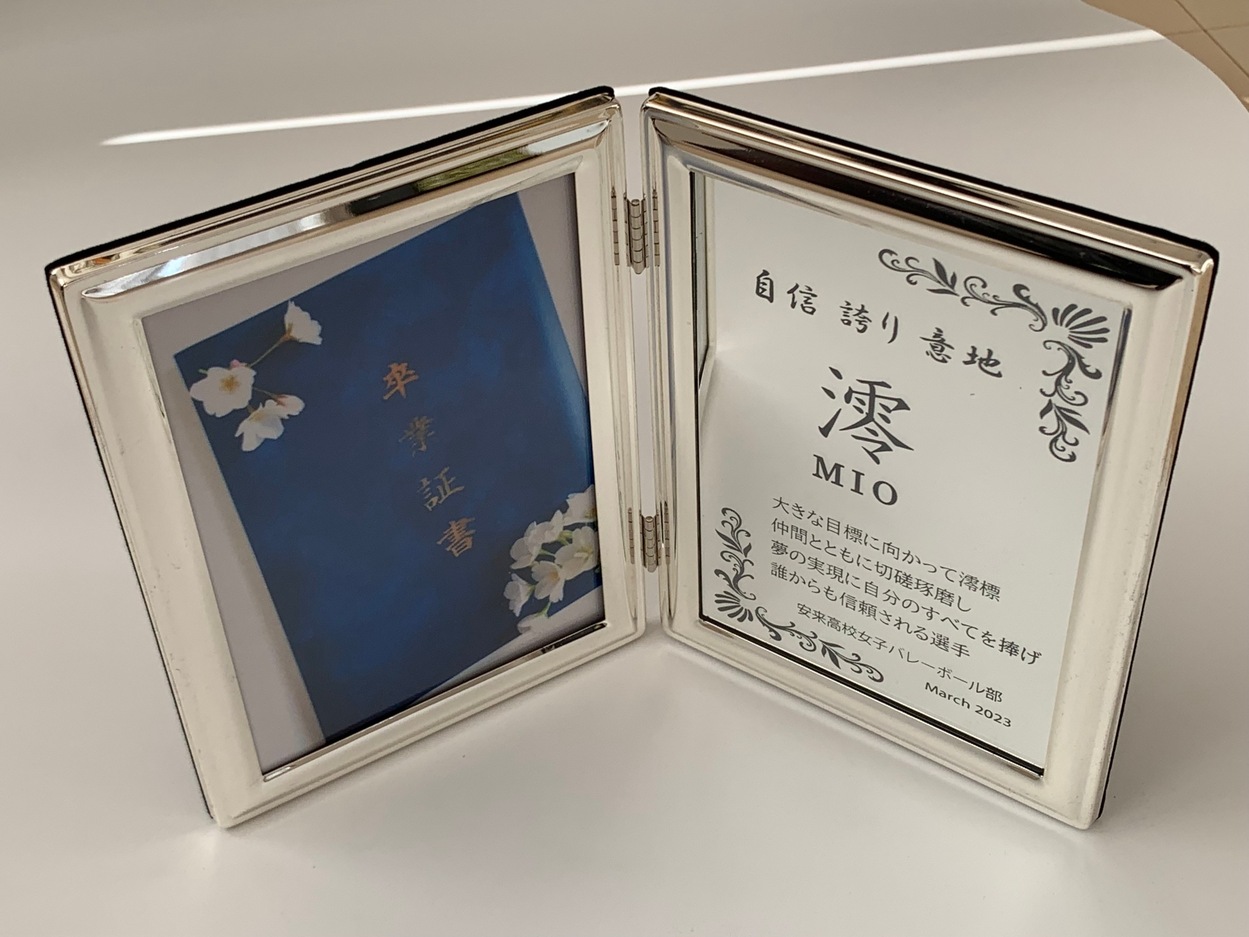 卒業証書
自信 誇り 意地
澪
MIO
大きな目標に向かって澪標
仲間とともに切磋琢磨し
夢の実現に自分のすべてを捧げ
誰からも信頼される選手
安来高校女子バレーボール部
March 2023